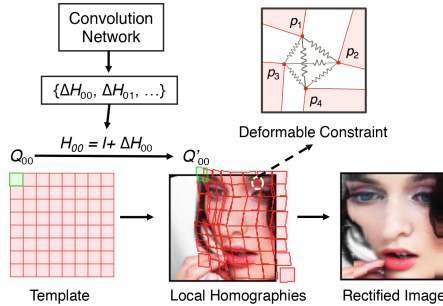 Convolution
Network
{ΔH00, ΔH01, ...}
H00 = I+ ΔH00
Q00
Q'00
p1
p2
p3
p4
Deformable Constraint
Template
Local Homographies
Rectified Image